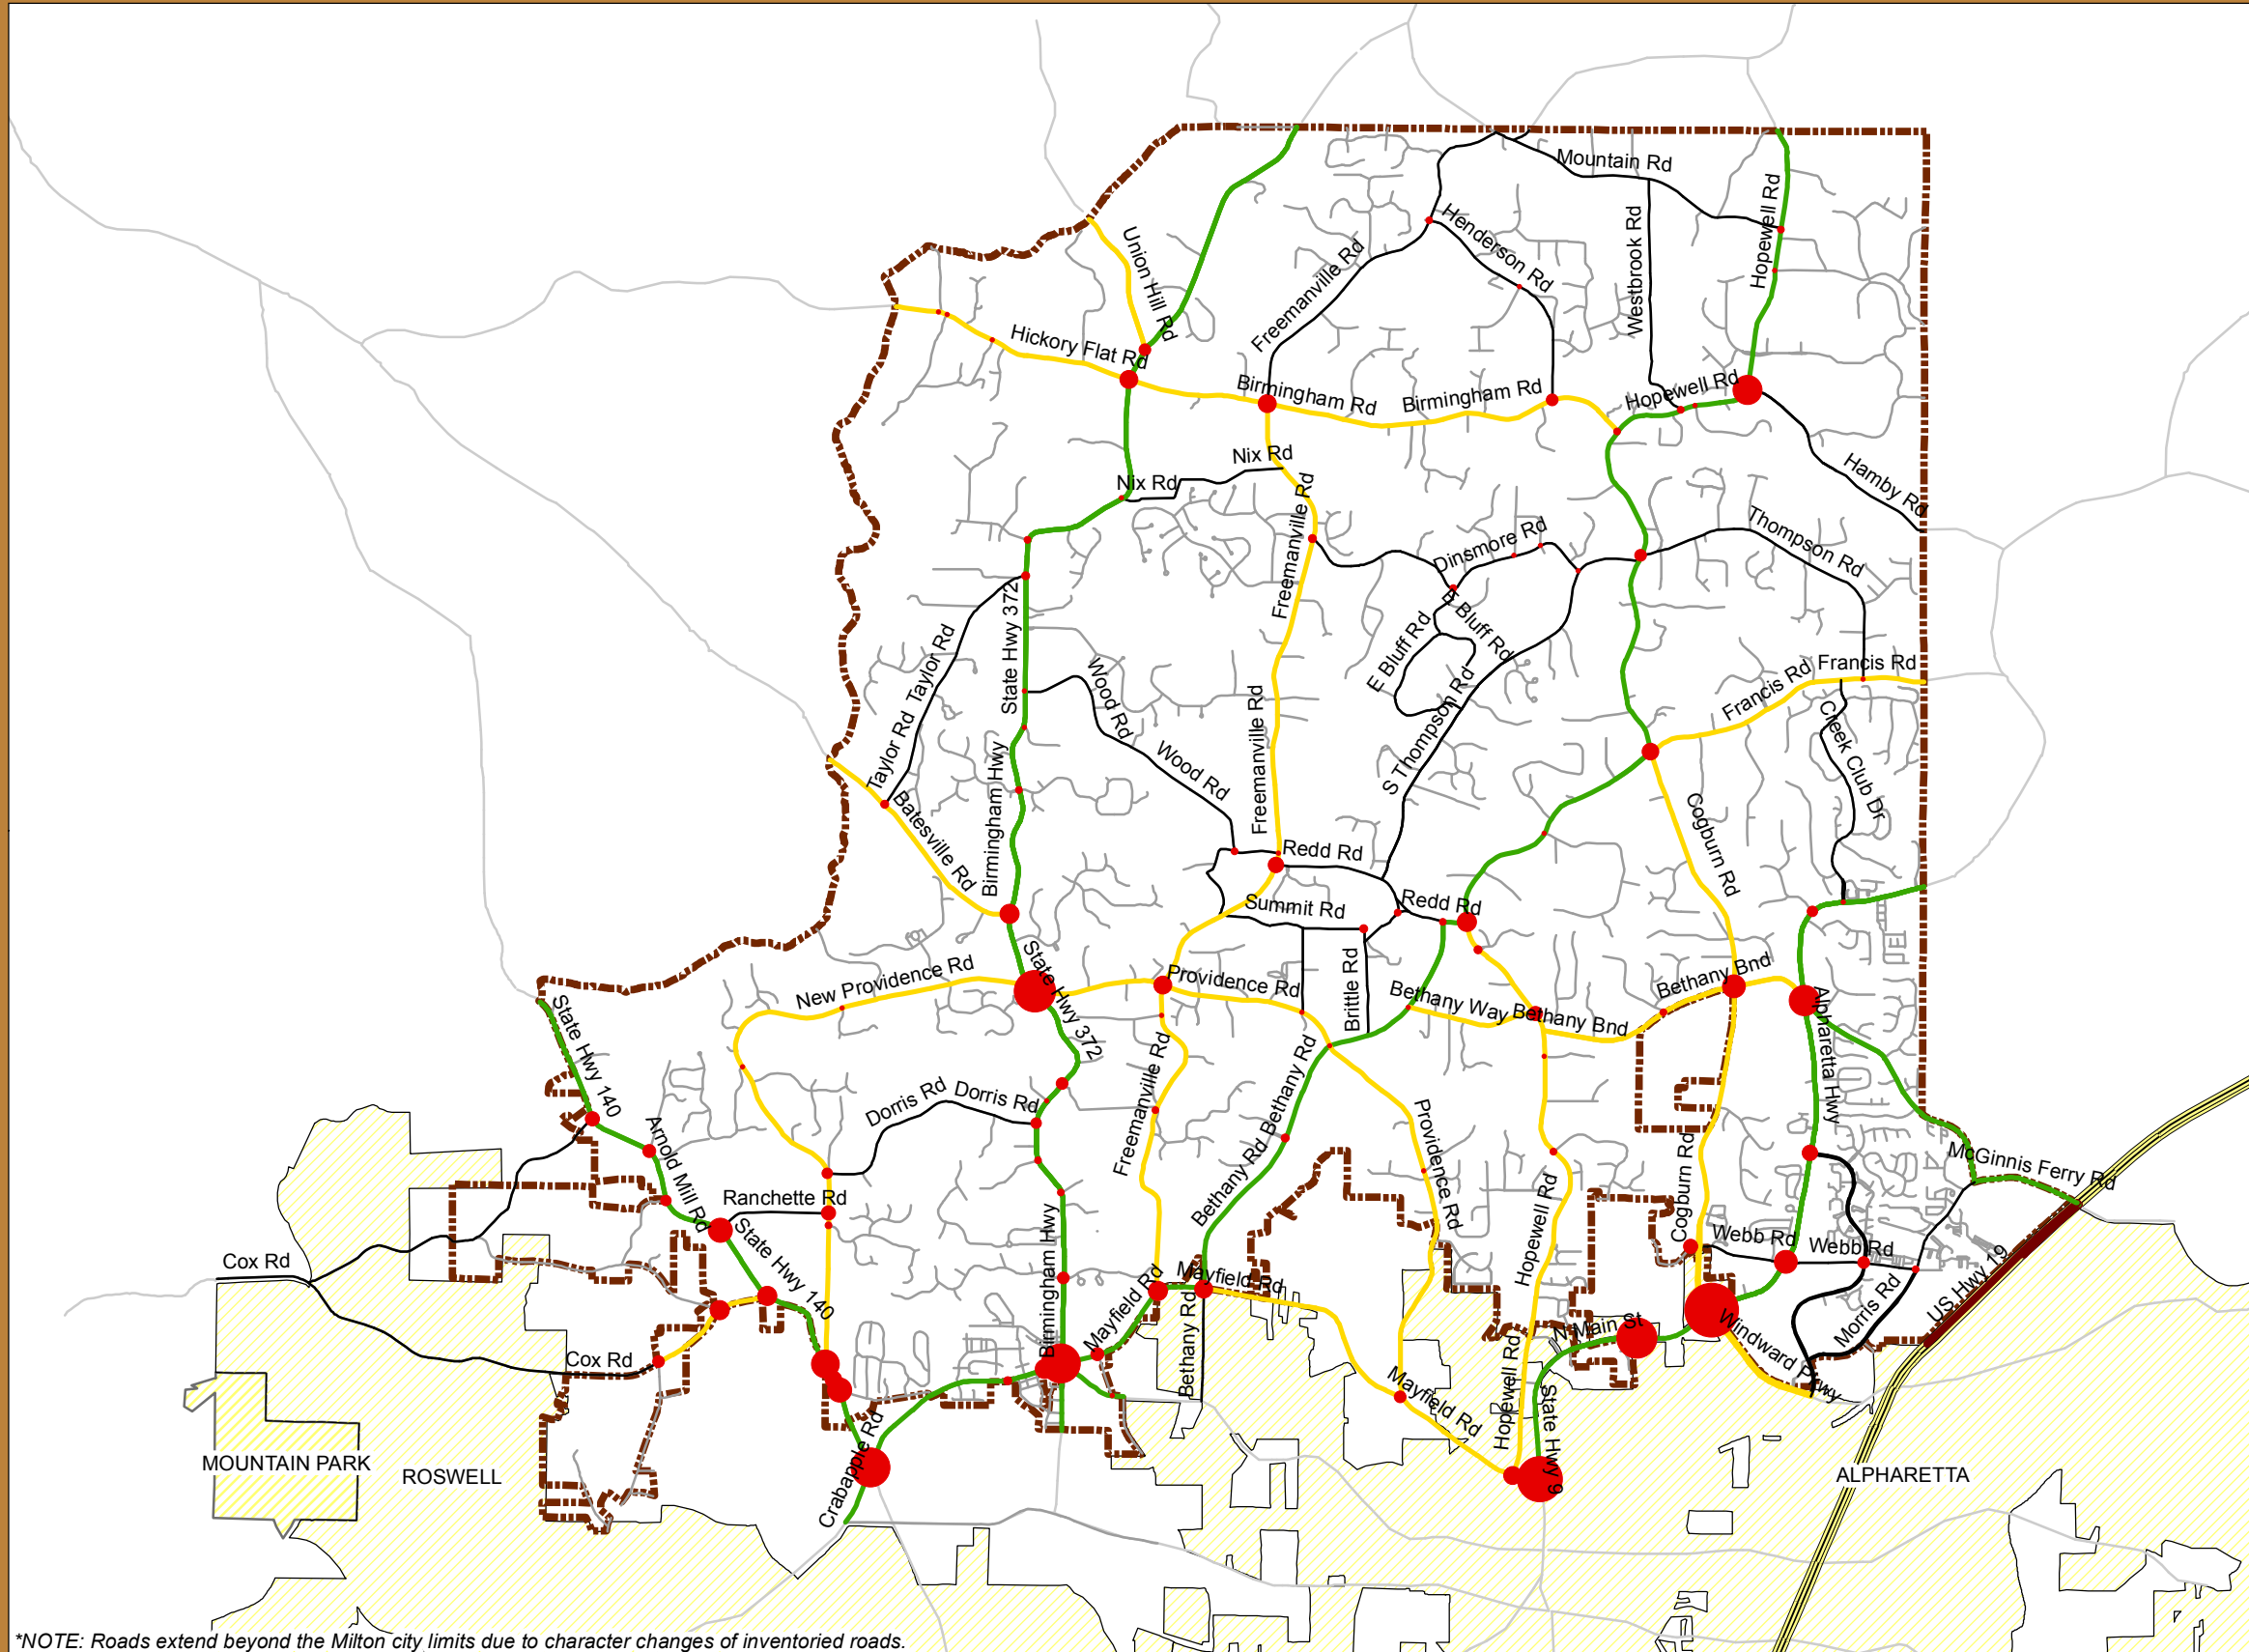 Mountain Rd
Hopewell Rd
Henderson Rd
Westbrook Rd
Union Hill Rd
Freemanville Rd
Hickory Flat Rd
Birmingham Rd
Birmingham Rd
Hopewell Rd
Nix Rd
Nix Rd
Hamby Rd
Freemanville Rd
Thompson Rd
Dinsmore Rd
Freemanville Rd
State Hwy 372
E Bluff Rd
E Bluff Rd
Taylor Rd
Taylor Rd
Francis Rd
Francis Rd
Wood Rd
Wood Rd
Freemanville Rd
S Thompson Rd
Creek Club Dr
Birmingham Hwy
Batesville Rd
Cogburn Rd
Redd Rd
Redd Rd
Summit Rd
State Hwy 372
New Providence Rd
Providence Rd
Brittle Rd
Bethany Way
Bethany Bnd
Bethany Bnd
Alpharetta Hwy
State Hwy 140
Arnold Mill Rd
Dorris Rd
Dorris Rd
Freemanville Rd
Bethany Rd
Bethany Rd
Providence Rd
Cogburn Rd
McGinnis Ferry Rd
Ranchette Rd
State Hwy 140
Birmingham Hwy
Hopewell Rd
Webb Rd
Webb Rd
Cox Rd
Mayfield Rd
Mayfield Rd
US Hwy 19
Morris Rd
N Main St
Windward Pkwy
Cox Rd
Bethany Rd
Hopewell Rd
State Hwy 9
Mayfield Rd
Crabapple Rd
MOUNTAIN PARK
ROSWELL
ALPHARETTA
*NOTE: Roads extend beyond the Milton city limits due to character changes of inventoried roads.